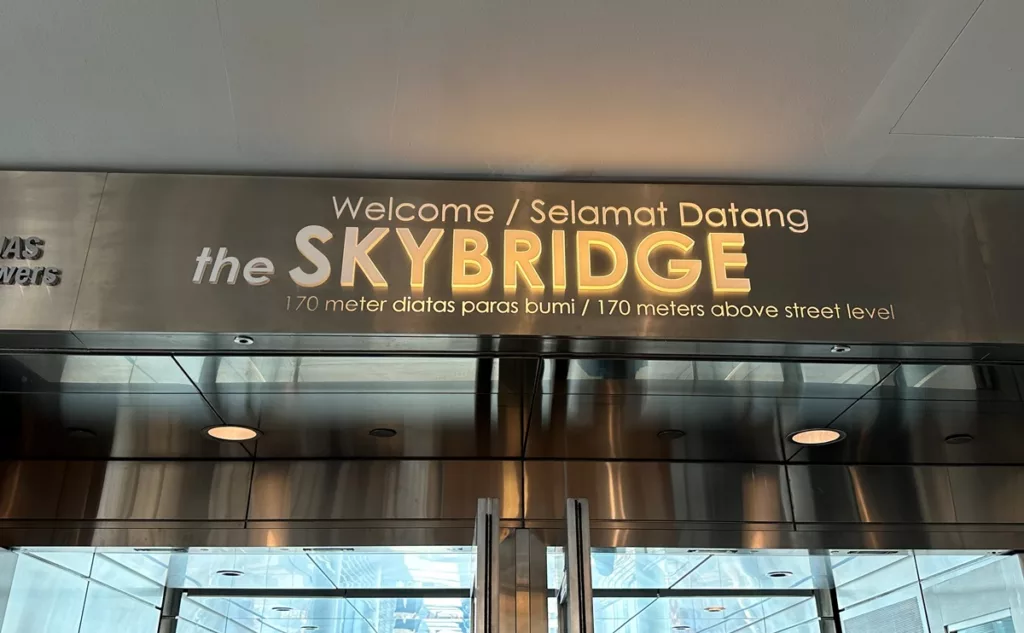 Welcome / Selamat Datang
the SKYBRIDGE
170 meter diatas paras bumi / 170 meters above street level